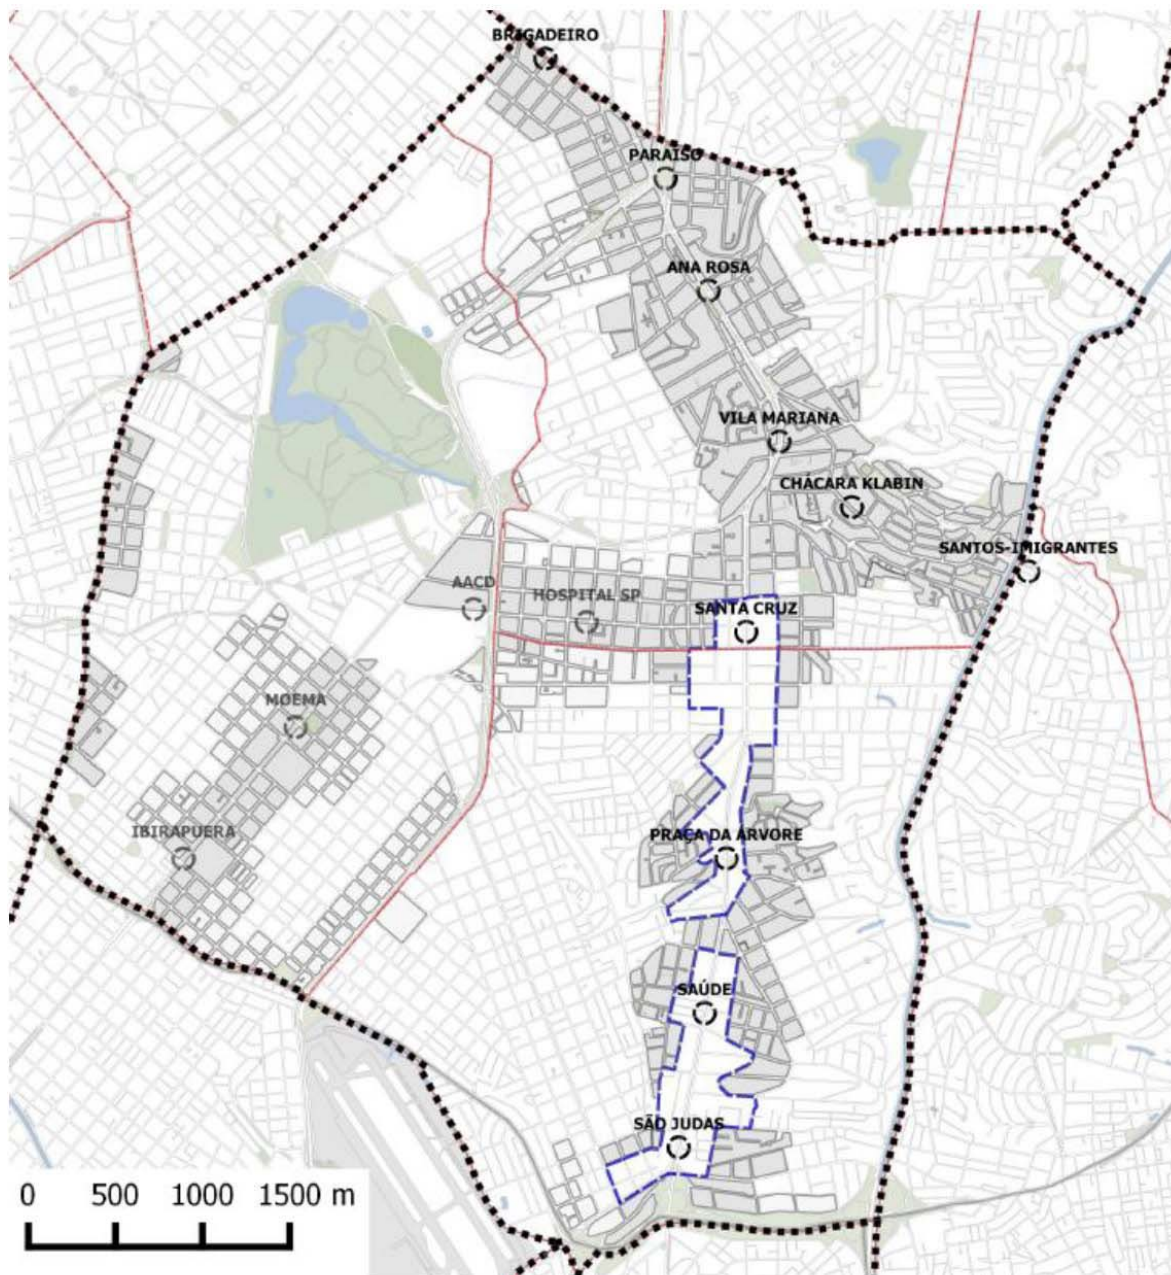 BRIGADEIRO
PARAÍSO
ANA ROSA
VILA MARIANA
CHÁCARA KLABIN
SANTOS-IMIGRANTES
AACD
HOSPITAL SP
SANTA CRUZ
MOEMA
IBIRAPUERA
PRAÇA DA ÁRVORE
SAÚDE
SÃO JUDAS
0 500 1000 1500 m